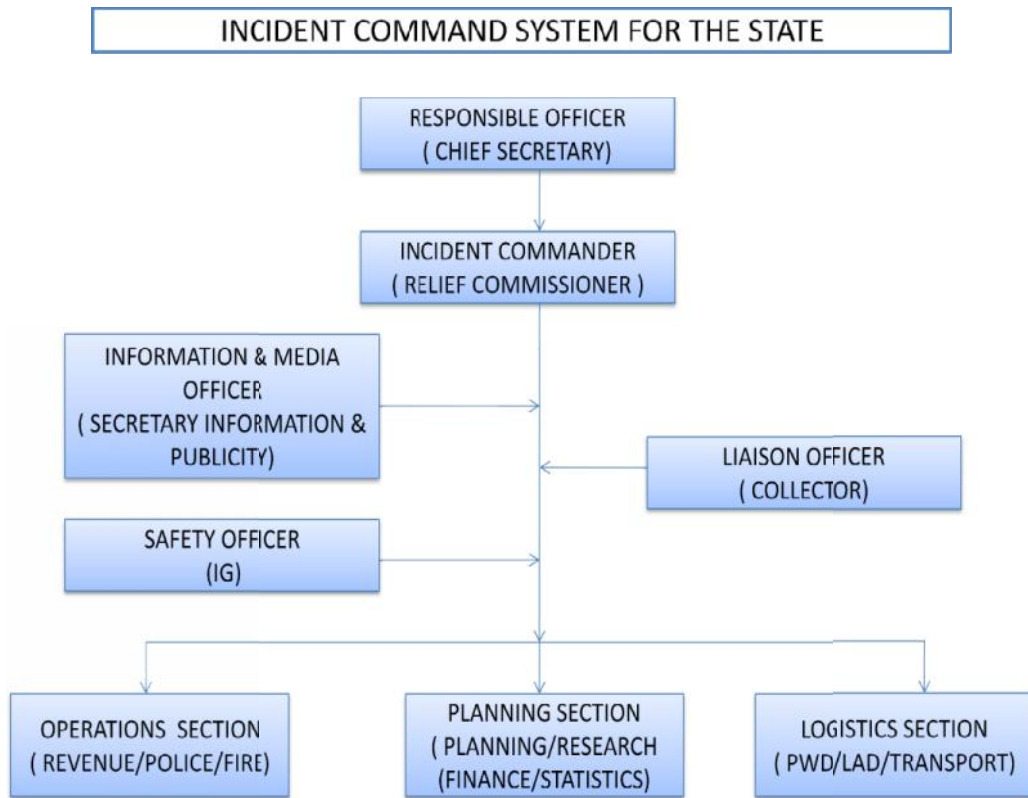 INCIDENT COMMAND SYSTEM FOR THE STATE
RESPONSIBLE OFFICER
( CHIEF SECRETARY)
INCIDENT COMMANDER
( RELIEF COMMISSIONER )
INFORMATION & MEDIA
OFFICER
( SECRETARY INFORMATION &
PUBLICITY)
LIAISON OFFICER
( COLLECTOR)
SAFETY OFFICER
(IG)
OPERATIONS SECTION
( REVENUE/POLICE/FIRE)
PLANNING SECTION
( PLANNING/RESEARCH
(FINANCE/STATISTICS)
LOGISTICS SECTION
( PWD/LAD/TRANSPORT)